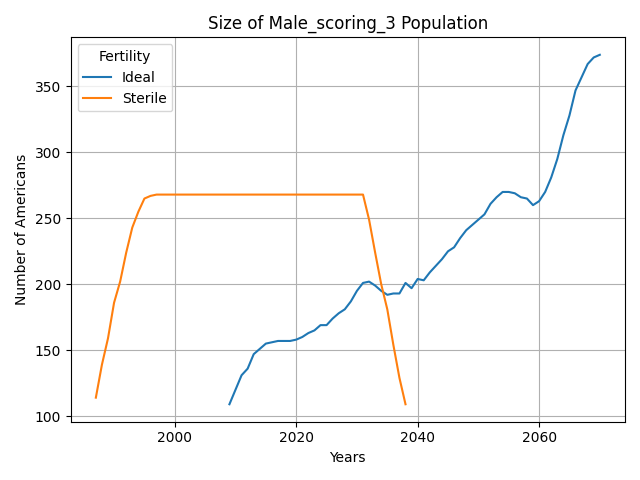 Size of Male_scoring_3 Population
Fertility
Ideal
Sterile
Number of Americans
350
300
250
200
150
100
2000
2020
2040
2060
Years